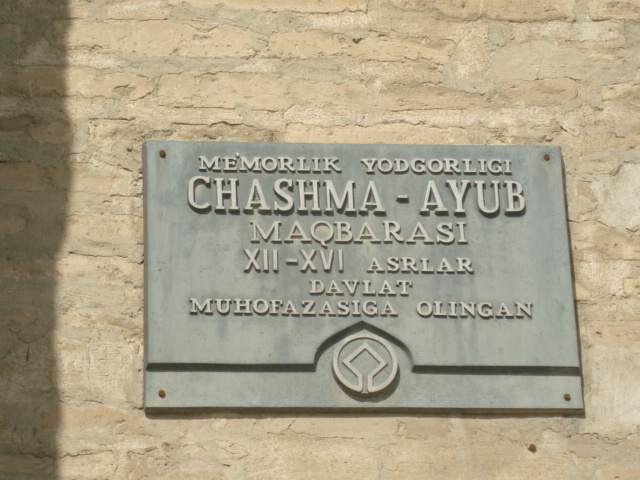 ME'MORLIK YODGORLIGI
CHASHMA - AYUB
MAQBARASI
XII - XVI ASRLAR
DAVLAT
MUHOFAZASIGA OLINGAN